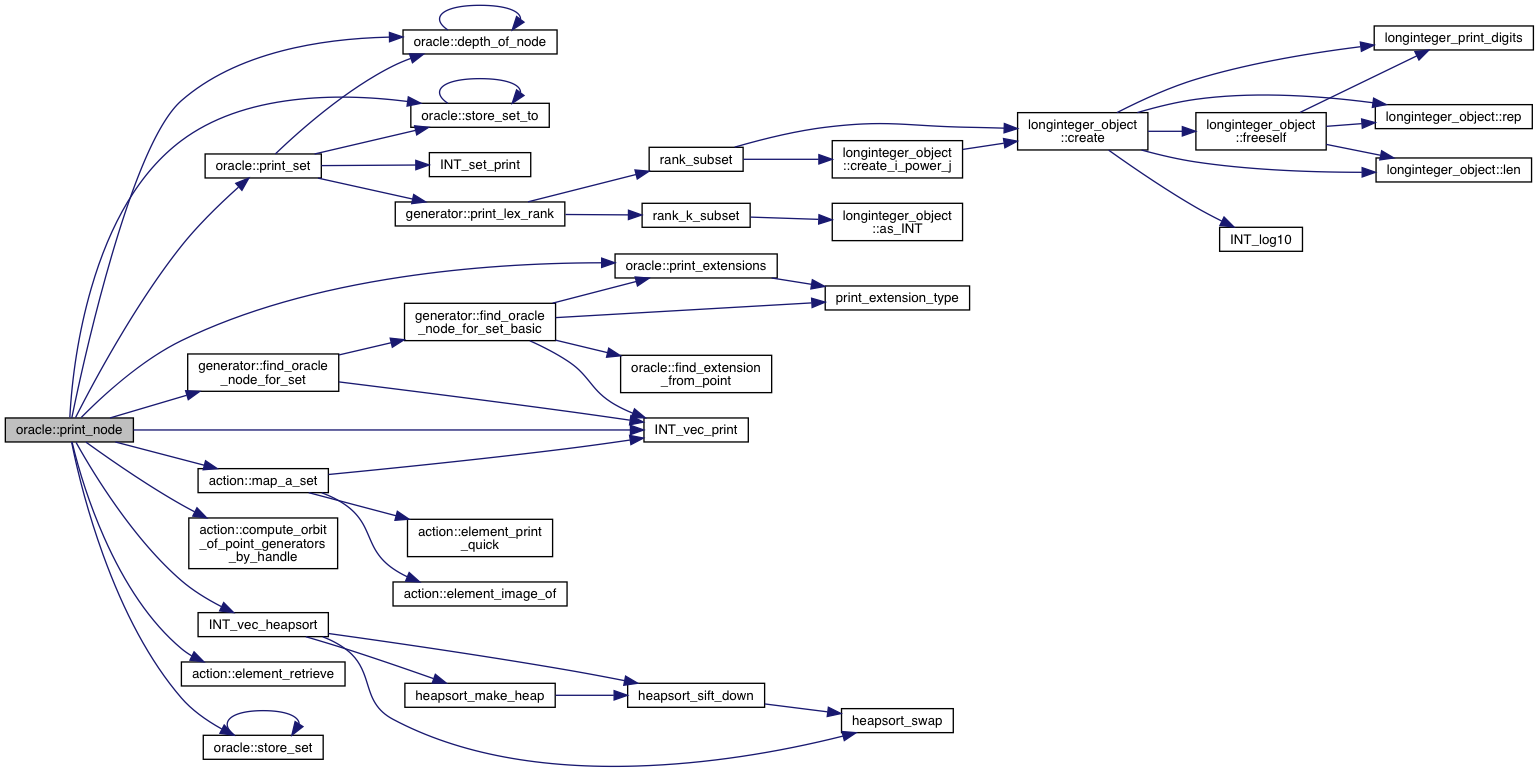 oracle::depth_of_node
longinteger_print_digits
oracle::store_set_to
longinteger_object
::create
longinteger_object
::freeself
longinteger_object::rep
oracle::print_set
INT_set_print
rank_subset
longinteger_object
::create_i_power_j
longinteger_object::len
generator::print_lex_rank
rank_k_subset
longinteger_object
::as_INT
INT_log10
oracle::print_extensions
print_extension_type
generator::find_oracle
_node_for_set_basic
generator::find_oracle
_node_for_set
oracle::find_extension
_from_point
oracle::print_node
INT_vec_print
action::map_a_set
action::compute_orbit
_of_point_generators
_by_handle
action::element_print
_quick
action::element_image_of
INT_vec_heapsort
action::element_retrieve
heapsort_make_heap
heapsort_sift_down
heapsort_swap
oracle::store_set